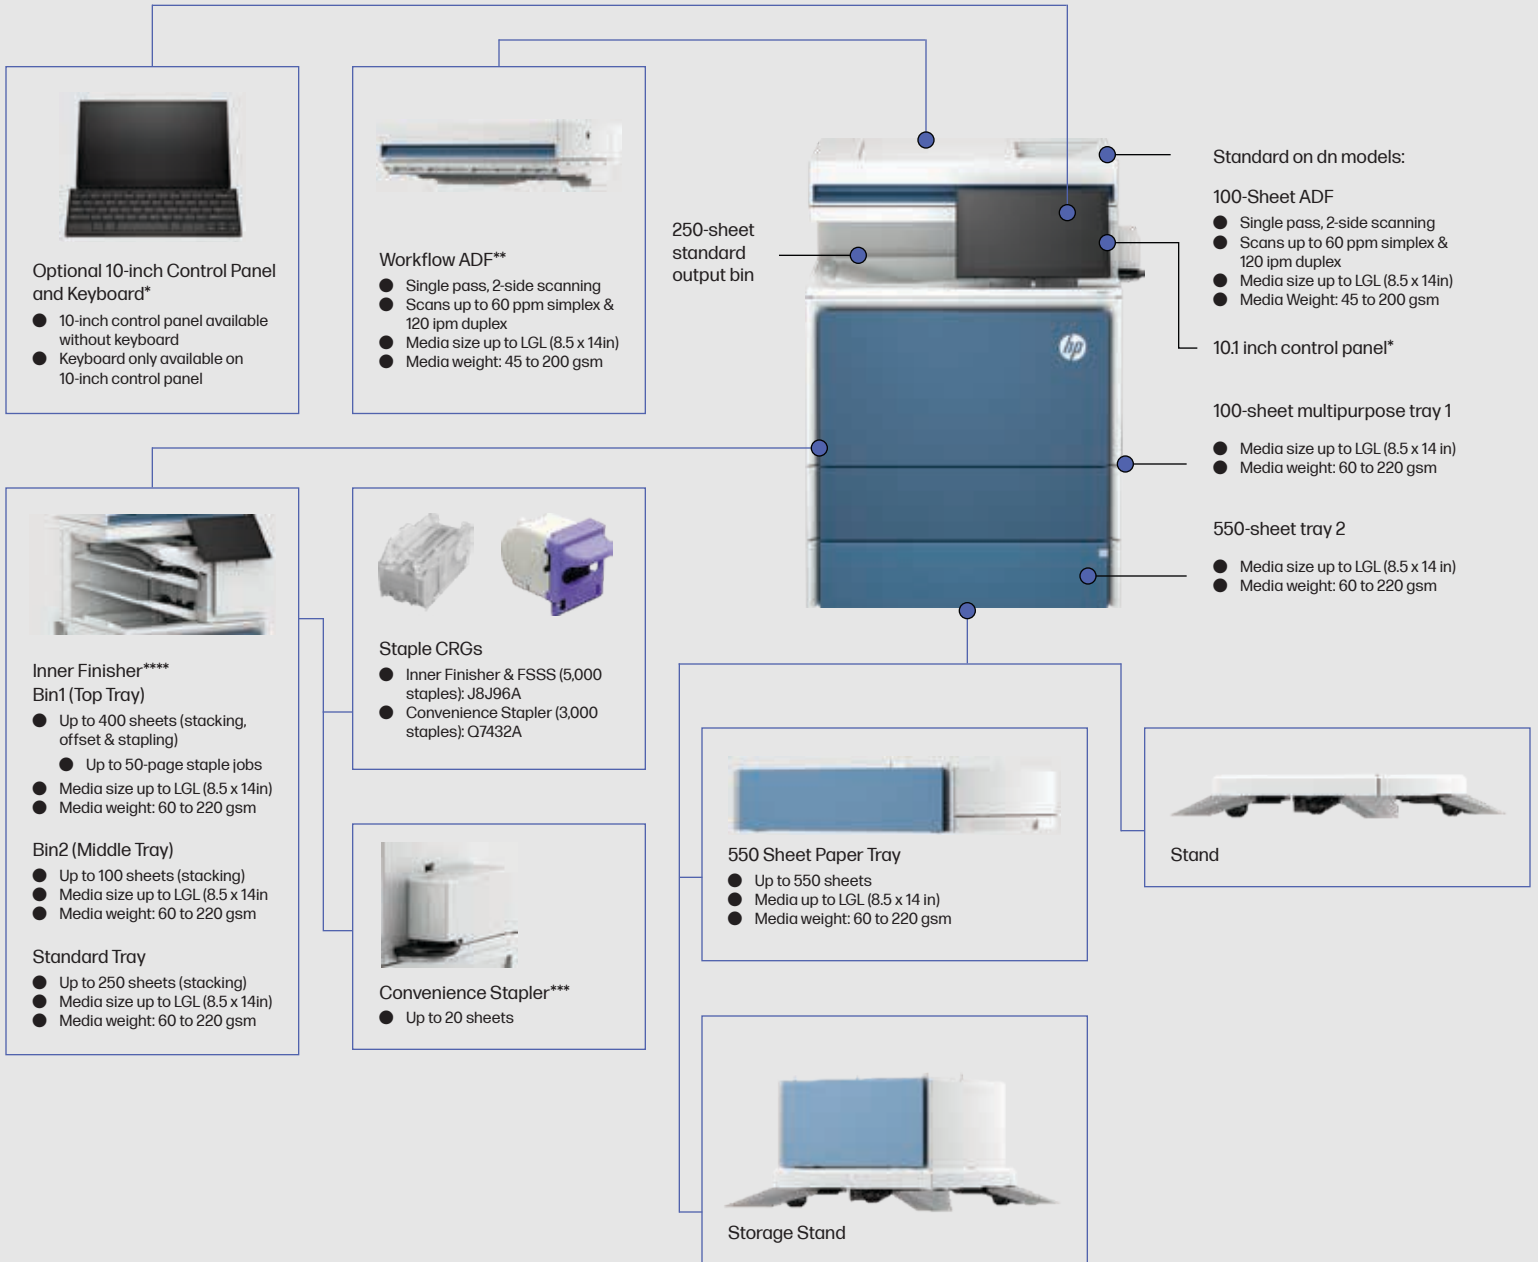 Optional 10-inch Control Panel
and Keyboard*
● 10-inch control panel available
without keyboard
● Keyboard only available on
10-inch control panel
Workflow ADF**
● Single pass, 2-side scanning
● Scans up to 60 ppm simplex &
120 ipm duplex
● Media size up to LGL (8.5 x 14in)
● Media weight: 45 to 200 gsm
250-sheet
standard
output bin
hp
Standard on dn models:
100-Sheet ADF
● Single pass, 2-side scanning
● Scans up to 60 ppm simplex &
120 ipm duplex
● Media size up to LGL (8.5 x 14in)
● Media Weight: 45 to 200 gsm
10.1 inch control panel*
100-sheet multipurpose tray 1
● Media size up to LGL (8.5 x 14 in)
● Media weight: 60 to 220 gsm
550-sheet tray 2
● Media size up to LGL (8.5 x 14 in)
● Media weight: 60 to 220 gsm
Inner Finisher****
Bin1 (Top Tray)
● Up to 400 sheets (stacking,
offset & stapling)
● Up to 50-page staple jobs
● Media size up to LGL (8.5 x 14in)
● Media weight: 60 to 220 gsm
Bin2 (Middle Tray)
● Up to 100 sheets (stacking)
● Media size up to LGL (8.5 x 14in
● Media weight: 60 to 220 gsm
Standard Tray
● Up to 250 sheets (stacking)
● Media size up to LGL (8.5 x 14in)
● Media weight: 60 to 220 gsm
Staple CRGs
● Inner Finisher & FSSS (5,000
staples): J8J96A
● Convenience Stapler (3,000
staples): Q7432A
Convenience Stapler***
● Up to 20 sheets
550 Sheet Paper Tray
● Up to 550 sheets
● Media up to LGL (8.5 x 14 in)
● Media weight: 60 to 220 gsm
Stand
Storage Stand